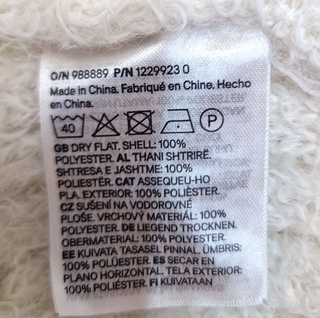 O/N 988889 P/N 1229923 0
Made in China. Fabriqué en Chine. Hecho
en China.
40 P
GB DRY FLAT. SHELL: 100%
POLYESTER. AL THANI SHTRIRË.
SHTRESA E JASHTME: 100%
POLIESTËR. CAT ASSEQUEU-HO
PLA. EXTERIOR: 100% POLIÈSTER.
CZ SUŠENÍ NA VODOROVNÉ
PLOŠE. VRCHOVÝ MATERIÁL: 100%
POLYESTER. DE LIEGEND TROCKNEN.
OBERMATERIAL: 100% POLYESTER.
EE KUIVATA TASASEL PINNAL. ÜMBRIS:
100% POLÜESTER. ES SECAR EN
PLANO HORIZONTAL. TELA EXTERIOR:
100% POLIÉSTER. FI KUIVATAAN